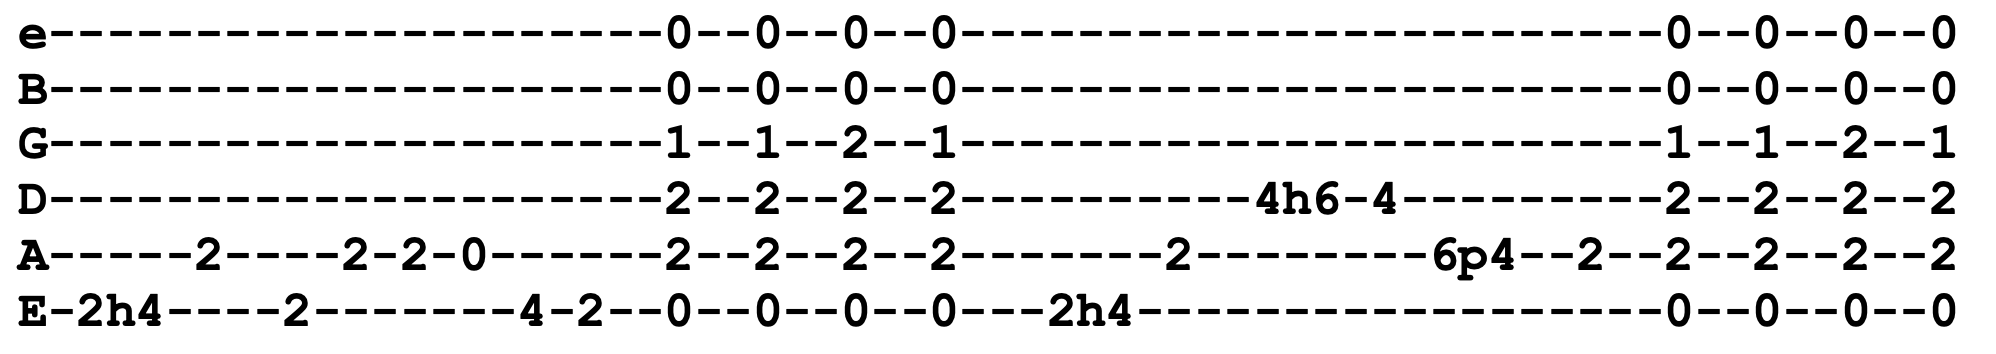 e---------------------0--0--0--0------------------------0--0--0--0
B---------------------0--0--0--0------------------------0--0--0--0
G---------------------1--1--2--1------------------------1--1--2--1
D---------------------2--2--2--2----------4h6-4---------2--2--2--2
A-----2----2-2-0------2--2--2--2-------2--------6p4--2--2--2--2--2
E-2h4----2-------4-2--0--0--0--0---2h4------------------0--0--0--0